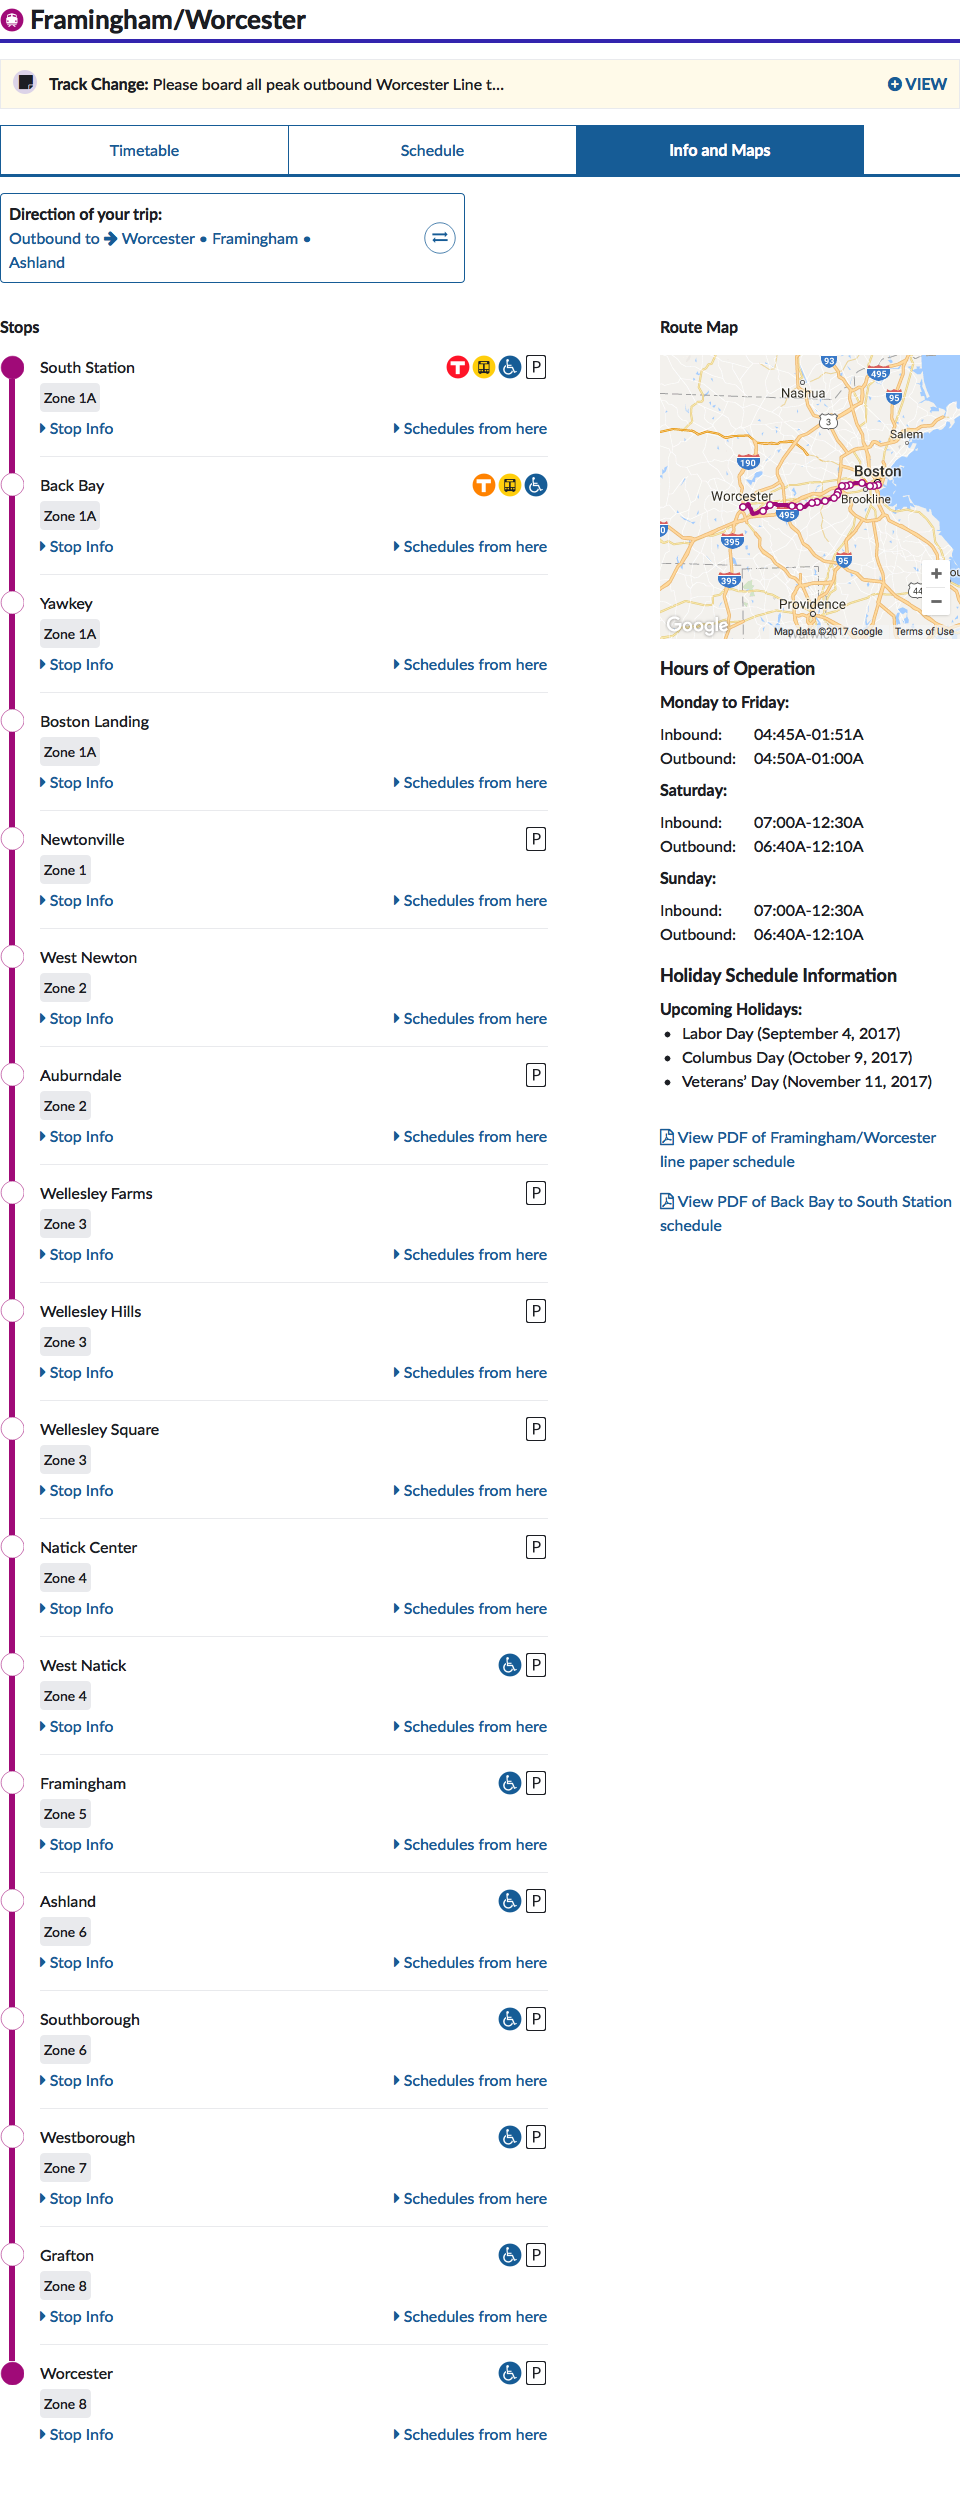 Framingham/Worcester
Track Change: Please board all peak outbound Worcester Line t...
VIEW
Timetable
Schedule
Info and Maps
Direction of your trip:
Outbound to Worcester • Framingham •
Ashland
Stops
South Station
P
Zone 1A
Stop Info
Schedules from here
Back Bay
Zone 1A
Stop Info
Schedules from here
Yawkey
Zone 1A
Stop Info
Schedules from here
Boston Landing
Zone 1A
Stop Info
Schedules from here
Newtonville
P
Zone 1
Stop Info
Schedules from here
West Newton
Zone 2
Stop Info
Schedules from here
Auburndale
P
Zone 2
Stop Info
Schedules from here
Wellesley Farms
P
Zone 3
Stop Info
Schedules from here
Wellesley Hills
P
Zone 3
Stop Info
Schedules from here
Wellesley Square
P
Zone 3
Stop Info
Schedules from here
Natick Center
P
Zone 4
Stop Info
Schedules from here
West Natick
P
Zone 4
Stop Info
Schedules from here
Framingham
P
Zone 5
Stop Info
Schedules from here
Ashland
P
Zone 6
Stop Info
Schedules from here
Southborough
P
Zone 6
Stop Info
Schedules from here
Westborough
P
Zone 7
Stop Info
Schedules from here
Grafton
P
Zone 8
Stop Info
Schedules from here
Worcester
P
Zone 8
Stop Info
Schedules from here
Route Map
93
495
Nashua
95
3
Salem
190
Boston
Worcester
Brookline
495
395
95
395
44
Providence
Google
Map data ©2017 Google
Terms of Use
Hours of Operation
Monday to Friday:
Inbound: 04:45A-01:51A
Outbound: 04:50A-01:00A
Saturday:
Inbound: 07:00A-12:30A
Outbound: 06:40A-12:10A
Sunday:
Inbound: 07:00A-12:30A
Outbound: 06:40A-12:10A
Holiday Schedule Information
Upcoming Holidays:
• Labor Day (September 4, 2017)
• Columbus Day (October 9, 2017)
• Veterans’ Day (November 11, 2017)
View PDF of Framingham/Worcester
line paper schedule
View PDF of Back Bay to South Station
schedule